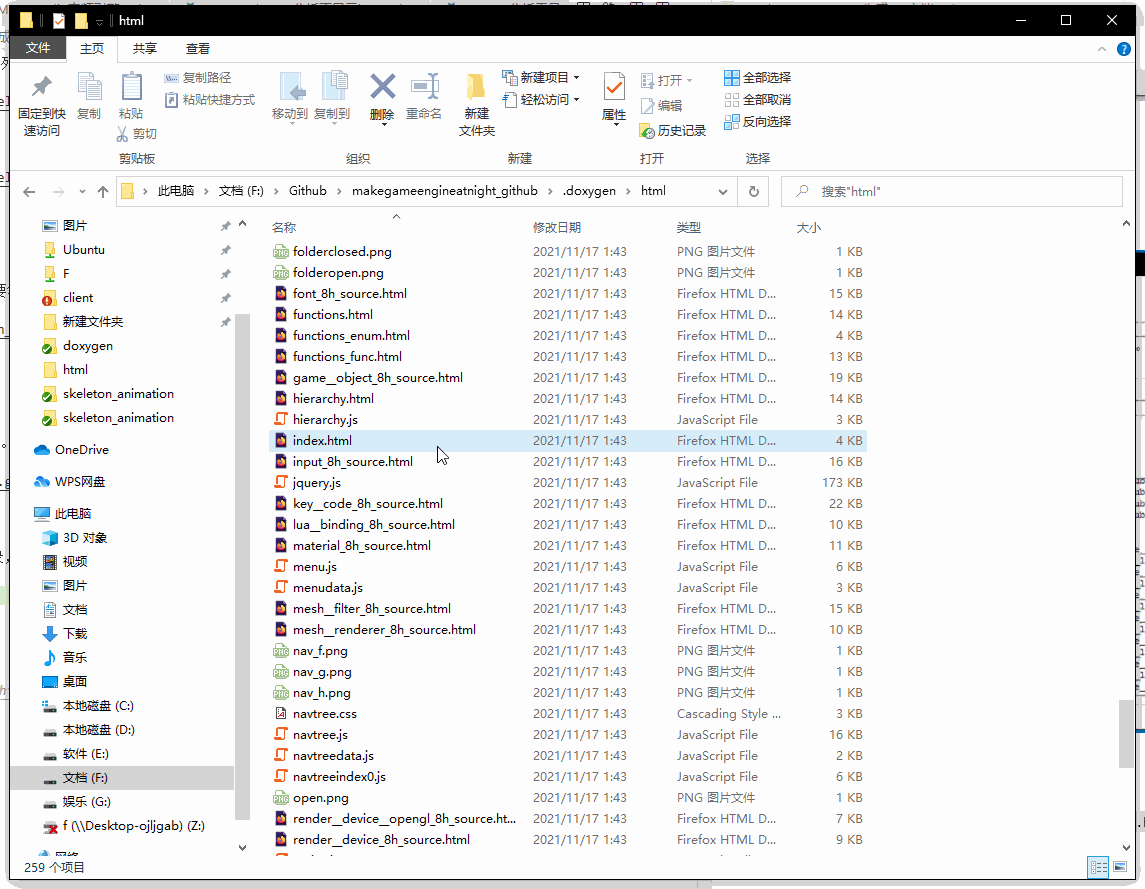 html
文件 主页 共享 查看
固定到快速访问
复制
粘贴
复制路径
粘贴快捷方式
剪切
剪贴板
移动到
复制到
删除
重命名
组织
新建
文件夹
新建项目
轻松访问
新建
属性
打开
编辑
历史记录
打开
全部选择
全部取消
反向选择
选择
此电脑 > 文档 (F:) > Github > makegameengineatnight_github > .doxygen > html
搜索"html"
图片
Ubuntu
F
client
新建文件夹
doxygen
html
skeleton_animation
skeleton_animation
OneDrive
WPS网盘
此电脑
3D 对象
视频
图片
文档
下载
音乐
桌面
本地磁盘 (C:)
本地磁盘 (D:)
软件 (E:)
文档 (F:)
娱乐 (G:)
f (\\Desktop-ojljgab) (Z:)
网络
名称 修改日期 类型 大小
folderclosed.png 2021/11/17 1:43 PNG 图片文件 1 KB
folderopen.png 2021/11/17 1:43 PNG 图片文件 1 KB
font_8h_source.html 2021/11/17 1:43 Firefox HTML D... 15 KB
functions.html 2021/11/17 1:43 Firefox HTML D... 14 KB
functions_enum.html 2021/11/17 1:43 Firefox HTML D... 4 KB
functions_func.html 2021/11/17 1:43 Firefox HTML D... 13 KB
game__object_8h_source.html 2021/11/17 1:43 Firefox HTML D... 19 KB
hierarchy.html 2021/11/17 1:43 Firefox HTML D... 14 KB
hierarchy.js 2021/11/17 1:43 JavaScript File 3 KB
index.html 2021/11/17 1:43 Firefox HTML D... 4 KB
input_8h_source.html 2021/11/17 1:43 Firefox HTML D... 16 KB
jquery.js 2021/11/17 1:43 JavaScript File 173 KB
key__code_8h_source.html 2021/11/17 1:43 Firefox HTML D... 22 KB
lua__binding_8h_source.html 2021/11/17 1:43 Firefox HTML D... 10 KB
material_8h_source.html 2021/11/17 1:43 Firefox HTML D... 11 KB
menu.js 2021/11/17 1:43 JavaScript File 6 KB
menudata.js 2021/11/17 1:43 JavaScript File 3 KB
mesh__filter_8h_source.html 2021/11/17 1:43 Firefox HTML D... 15 KB
mesh__renderer_8h_source.html 2021/11/17 1:43 Firefox HTML D... 10 KB
nav_f.png 2021/11/17 1:43 PNG 图片文件 1 KB
nav_g.png 2021/11/17 1:43 PNG 图片文件 1 KB
nav_h.png 2021/11/17 1:43 PNG 图片文件 1 KB
navtree.css 2021/11/17 1:43 Cascading Style ... 3 KB
navtree.js 2021/11/17 1:43 JavaScript File 16 KB
navtreedata.js 2021/11/17 1:43 JavaScript File 2 KB
navtreeindex0.js 2021/11/17 1:43 JavaScript File 6 KB
open.png 2021/11/17 1:43 PNG 图片文件 1 KB
render__device__opengl_8h_source.ht... 2021/11/17 1:43 Firefox HTML D... 7 KB
render__device_8h_source.html 2021/11/17 1:43 Firefox HTML D... 9 KB
259 个项目